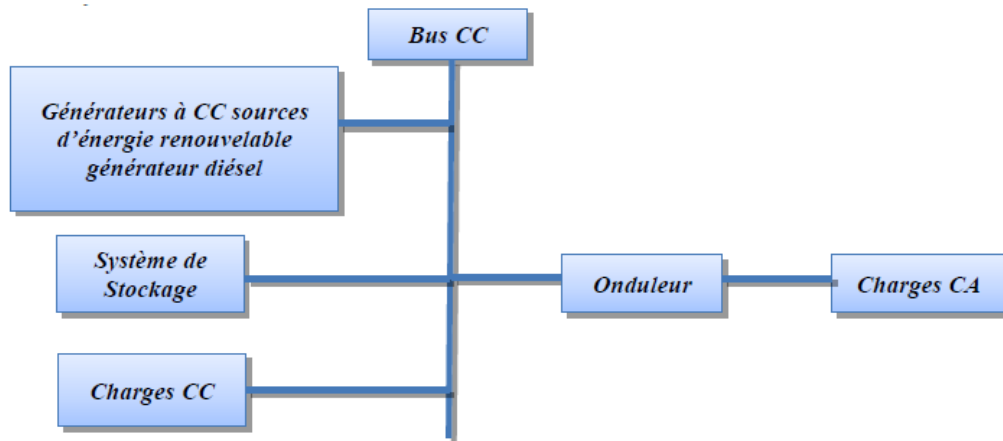 Bus CC
Générateurs à CC sources
d'énergie renouvelable
générateur diésel
Système de
Stockage
Onduleur
Charges CA
Charges CC